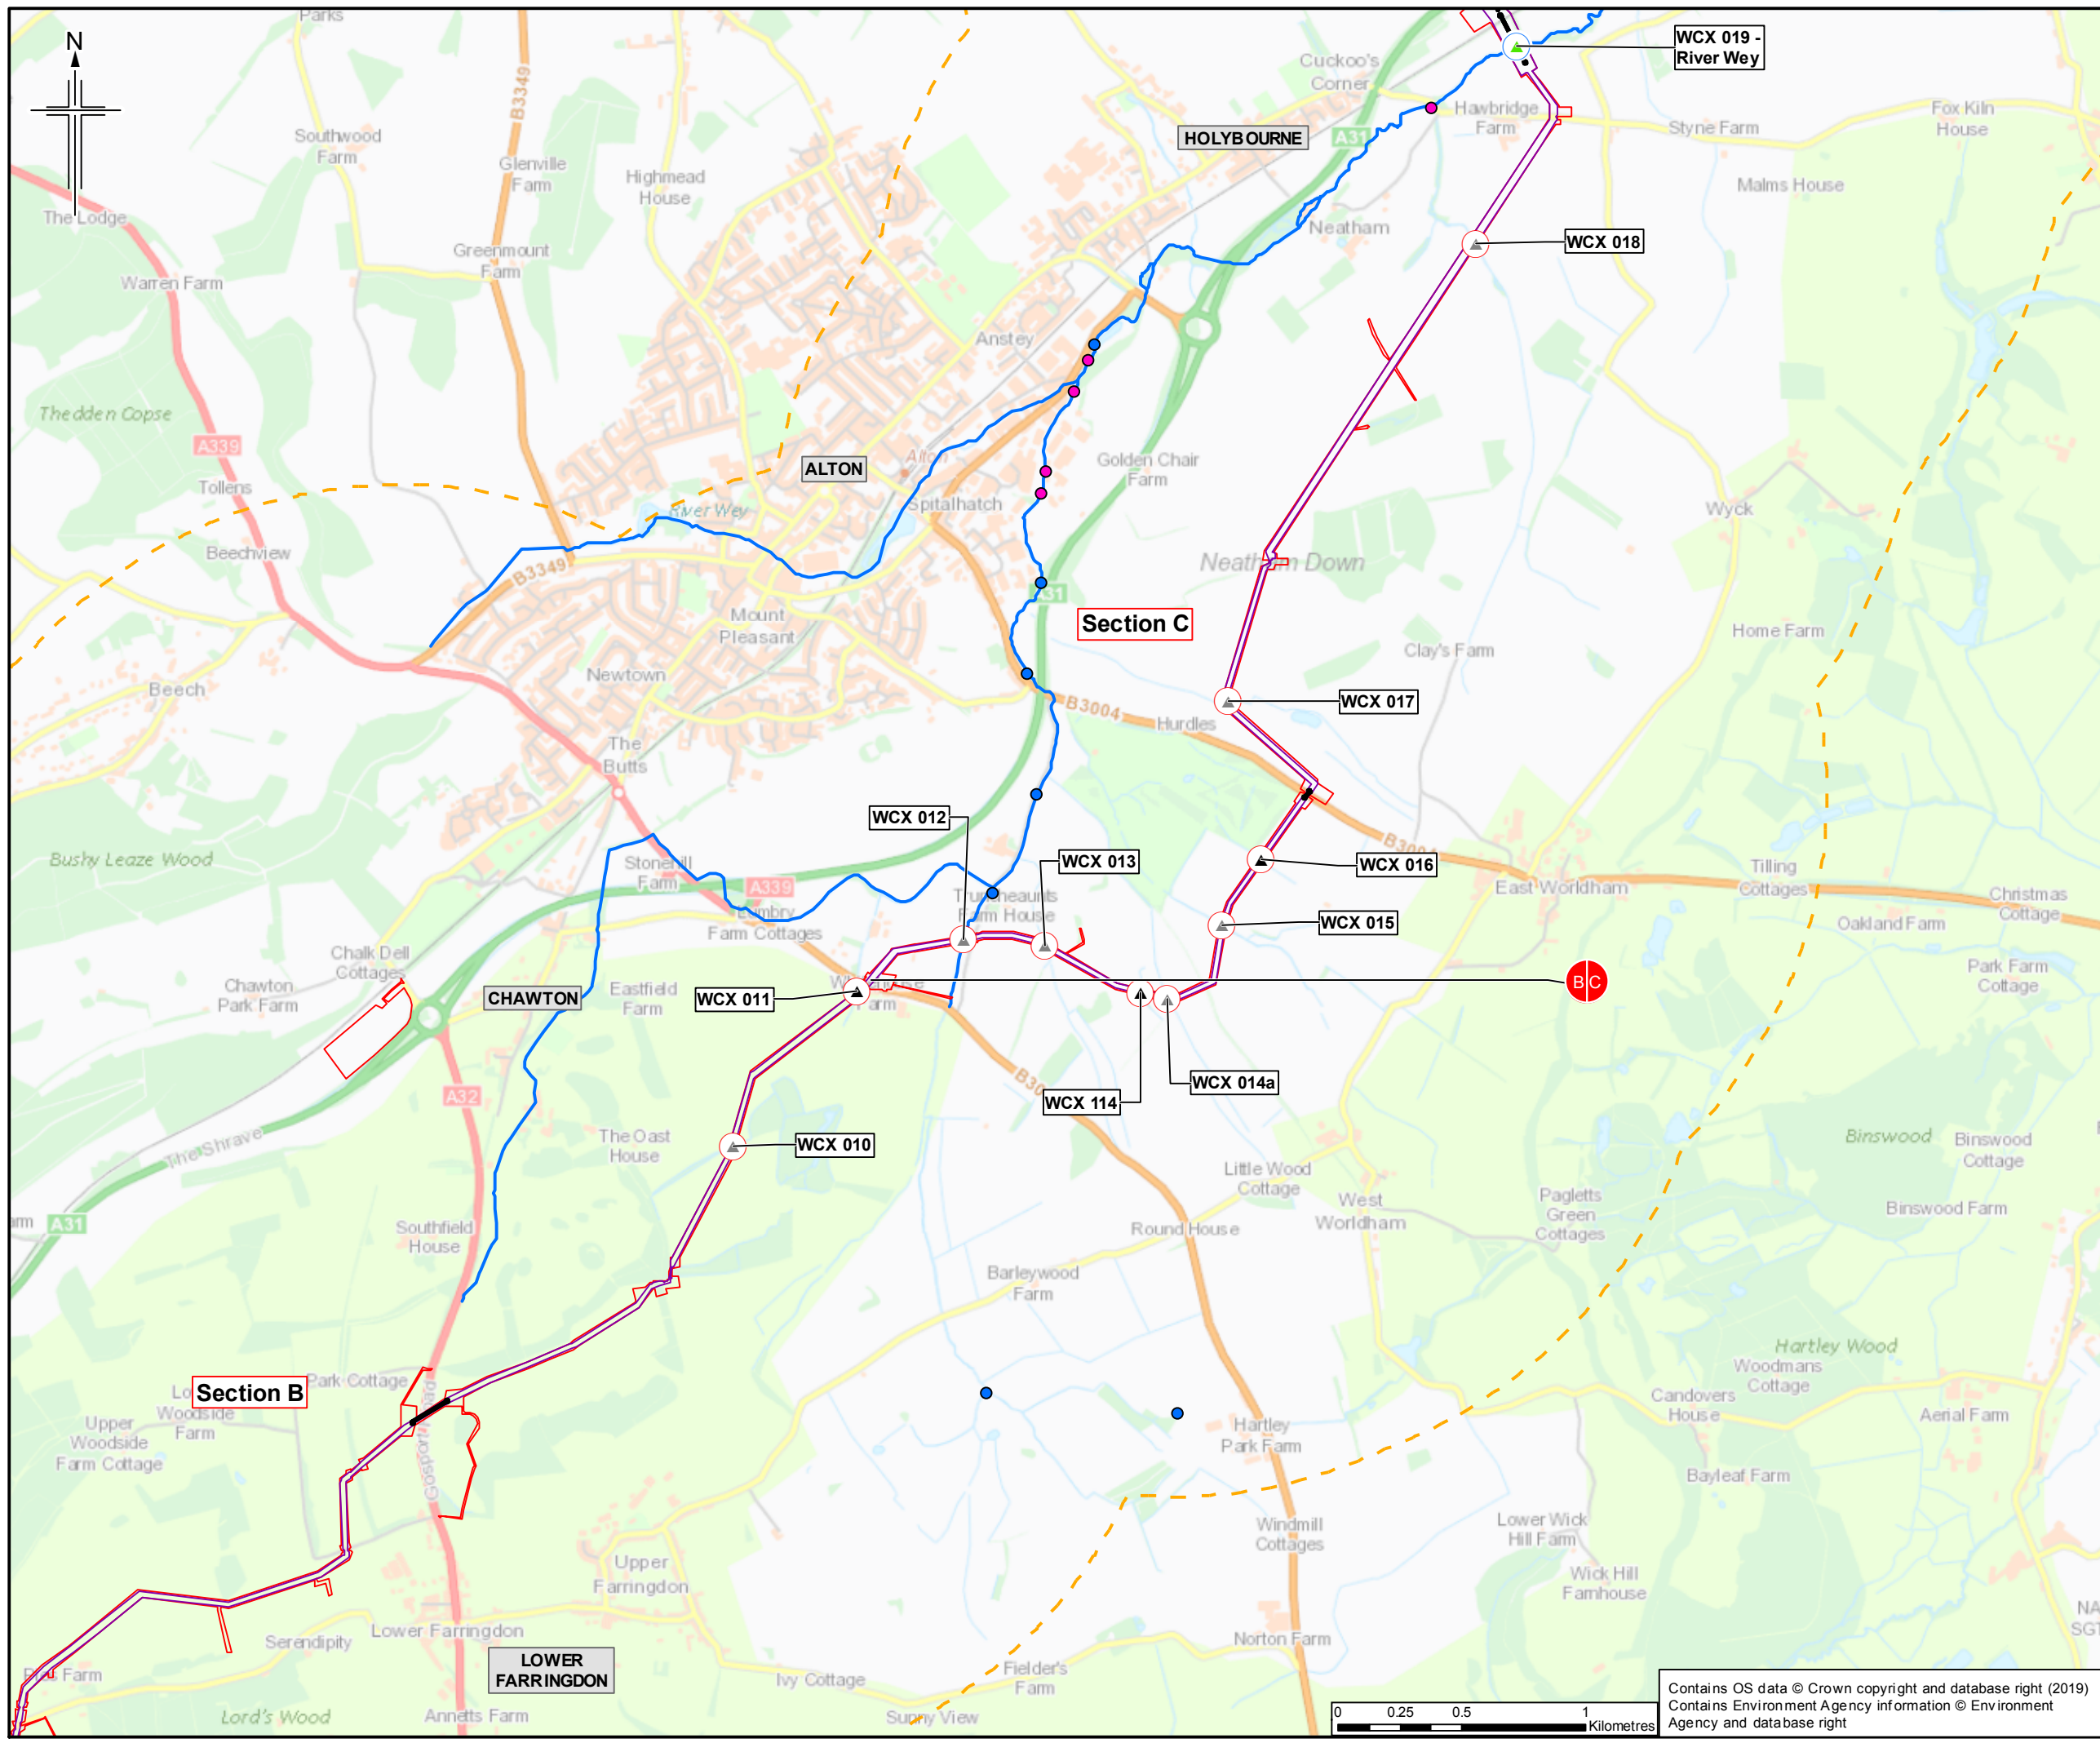 Parks
N
B3349
Cuckoo's
Corner
WCX 019 -
River Wey
Hawbridge
Farm
Fox Kiln
House
Styne Farm
Southwood
Farm
HOLYBOURNE
A31
Glenville
Farm
Highmead
House
Malms House
The Lodge
Neatham
WCX 018
Greenmount
Farm
Warren Farm
Anstey
Thedden Copse
A339
Golden Chair
Farm
ALTON
Alton
Tollens
Spitalhatch
River Wey
Wyck
Beechview
Neatham Down
B3349
A31
Mount
Pleasant
Section C
Home Farm
Clay's Farm
Newtown
Beech
WCX 017
B3004
Hurdles
The
Butts
WCX 012
WCX 013
Bushy Leaze Wood
Stonehill
Farm
B3004
WCX 016
Tilling
Cottages
East Worldham
A339
Truncheaunts
Farm House
Christmas
Cottage
Lumbry
Farm Cottages
WCX 015
Oakland Farm
Chalk Dell
Cottages
Park Farm
Cottage
Chawton
Park Farm
CHAWTON
Eastfield
Farm
WCX 011
Farm
B C
WCX 014a
WCX 114
A32
The Shrave
The Oast
House
WCX 010
Binswood
Binswood
Cottage
Little Wood
Cottage
West
Worldham
Pagletts
Green
Cottages
Binswood Farm
A31
Southfield
House
Round House
Barleywood
Farm
Hartley Wood
Woodmans
Cottage
Section B
Park Cottage
Candovers
House
Woodside
Farm
Upper
Woodside
Farm Cottage
Gosport Road
Hartley
Park Farm
Aerial Farm
Bayleaf Farm
Windmill
Cottages
Lower Wick
Hill Farm
Upper
Farringdon
Wick Hill
Farmhouse
Serendipity
Lower Farringdon
Norton Farm
LOWER
FARRINGDON
Farm
Ivy Cottage
Fielder's
Farm
Lord's Wood
Annetts Farm
Sunny View
0 0.25 0.5 1
Kilometres
Contains OS data © Crown copyright and database right (2019)
Contains Environment Agency information © Environment
Agency and database right